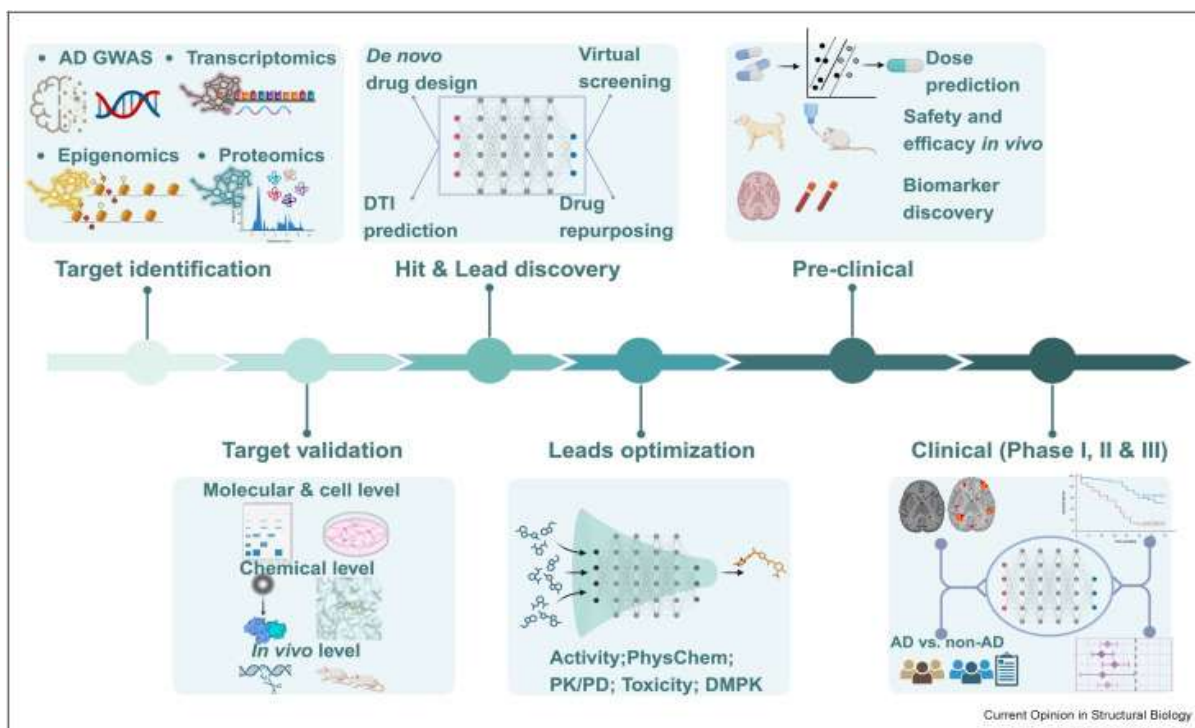 • AD GWAS
• Transcriptomics
• Epigenomics
• Proteomics
De novo
drug design
Virtual
screening
DTI
prediction
Drug
repurposing
Dose
prediction
Safety and
efficacy in vivo
Biomarker
discovery
Target identification
Hit & Lead discovery
Pre-clinical
Target validation
Leads optimization
Clinical (Phase I, II & III)
Molecular & cell level
Chemical level
In vivo level
Activity;PhysChem;
PK/PD; Toxicity; DMPK
AD vs. non-AD
Current Opinion in Structural Biology